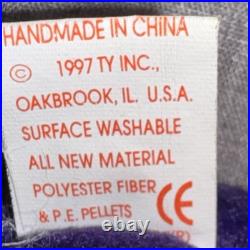 HANDMADE IN CHINA
© 1997 TY INC.,
OAKBROOK, IL. U.S.A.
SURFACE WASHABLE
ALL NEW MATERIAL
POLYESTER FIBER
& P.E. PELLETS CE